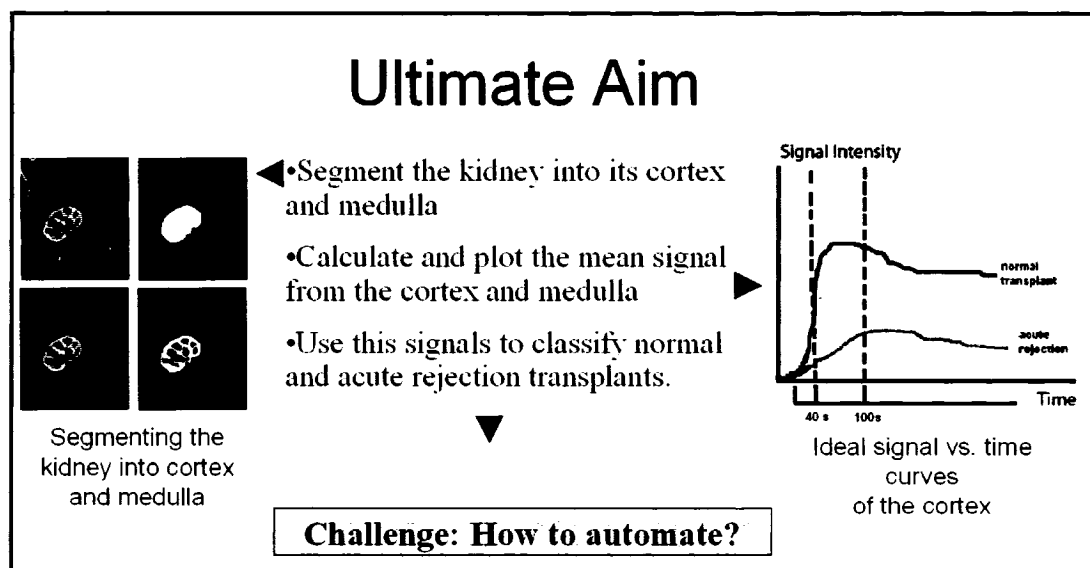 Ultimate Aim
•Segment the kidney into its cortex
and medulla
•Calculate and plot the mean signal
from the cortex and medulla
•Use this signals to classify normal
and acute rejection transplants.
Segmenting the
kidney into cortex
and medulla
Signal Intensity
normal
transplant
acute
rejection
Time
40 s
100s
Ideal signal vs. time
curves
of the cortex
Challenge: How to automate?